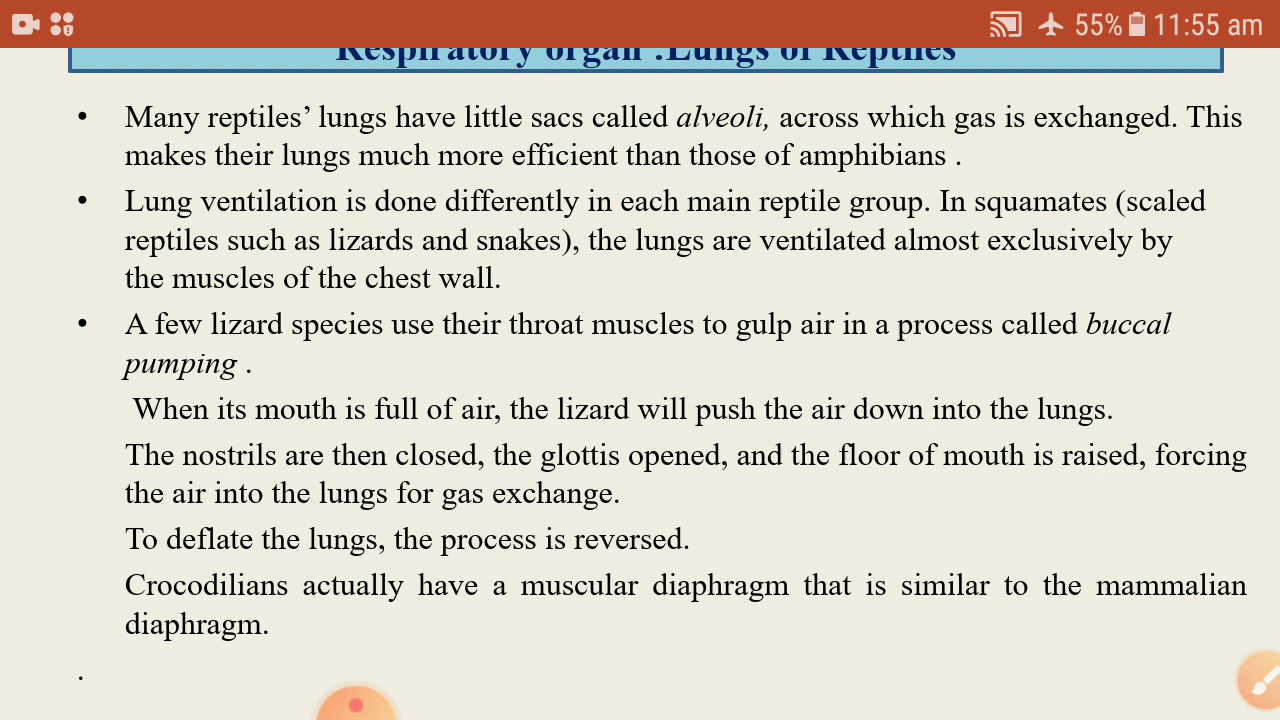 55% 11:55 am
Respiratory organ :Lungs of Reptiles
• Many reptiles’ lungs have little sacs called alveoli, across which gas is exchanged. This
makes their lungs much more efficient than those of amphibians .
• Lung ventilation is done differently in each main reptile group. In squamates (scaled
reptiles such as lizards and snakes), the lungs are ventilated almost exclusively by
the muscles of the chest wall.
• A few lizard species use their throat muscles to gulp air in a process called buccal
pumping .
When its mouth is full of air, the lizard will push the air down into the lungs.
The nostrils are then closed, the glottis opened, and the floor of mouth is raised, forcing
the air into the lungs for gas exchange.
To deflate the lungs, the process is reversed.
Crocodilians actually have a muscular diaphragm that is similar to the mammalian
diaphragm.
.